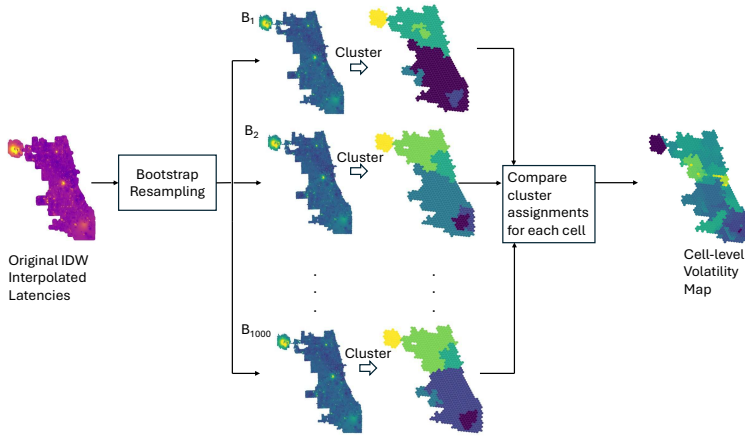 B1
Cluster
B2
Cluster
Bootstrap
Resampling
Compare
cluster
assignments
for each cell
Original IDW
Interpolated
Latencies
Cell-level
Volatility
Map
.
.
.
.
.
.
B1000
Cluster